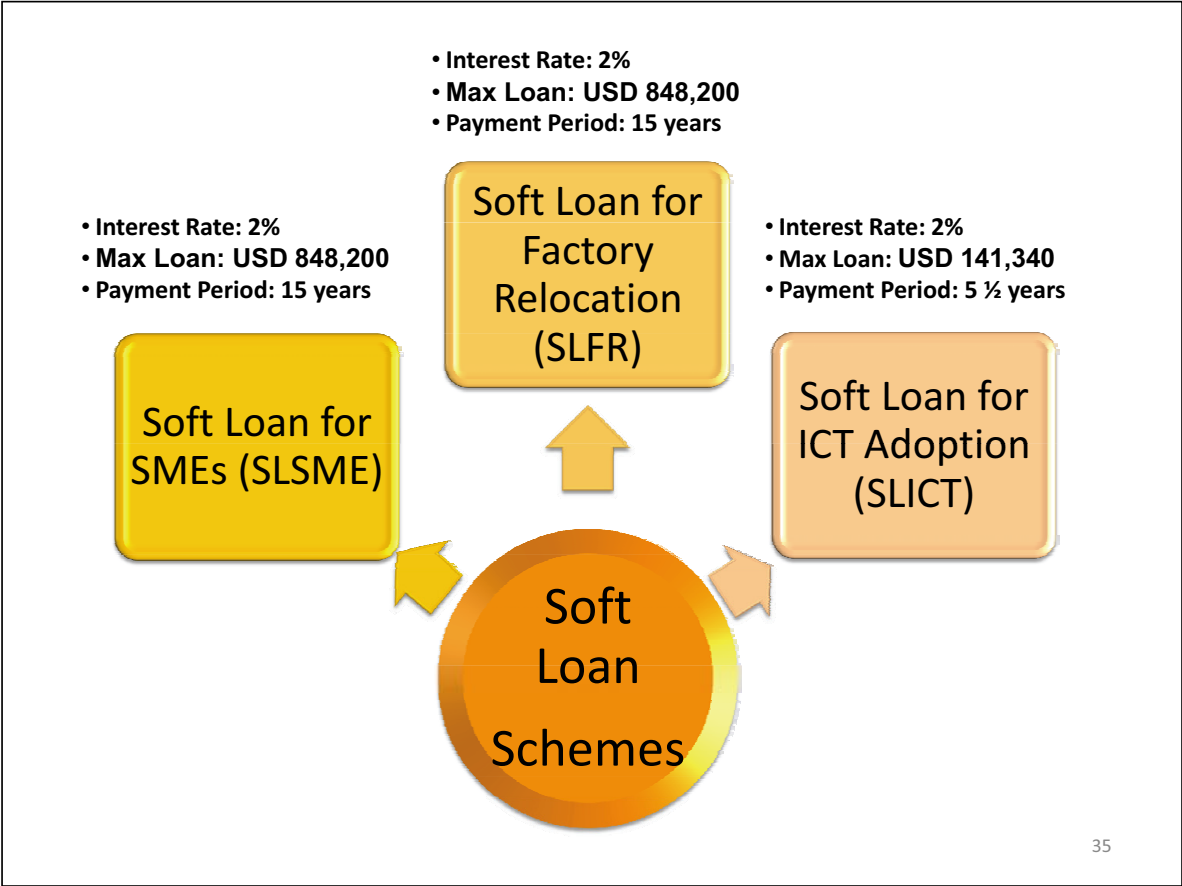 • Interest Rate: 2%
• Max Loan: USD 848,200
• Payment Period: 15 years
Soft Loan for
Factory
Relocation
(SLFR)
• Interest Rate: 2%
• Max Loan: USD 848,200
• Payment Period: 15 years
Soft Loan for
SMEs (SLSME)
• Interest Rate: 2%
• Max Loan: USD 141,340
• Payment Period: 5 ½ years
Soft Loan for
ICT Adoption
(SLICT)
Soft
Loan
Schemes
35